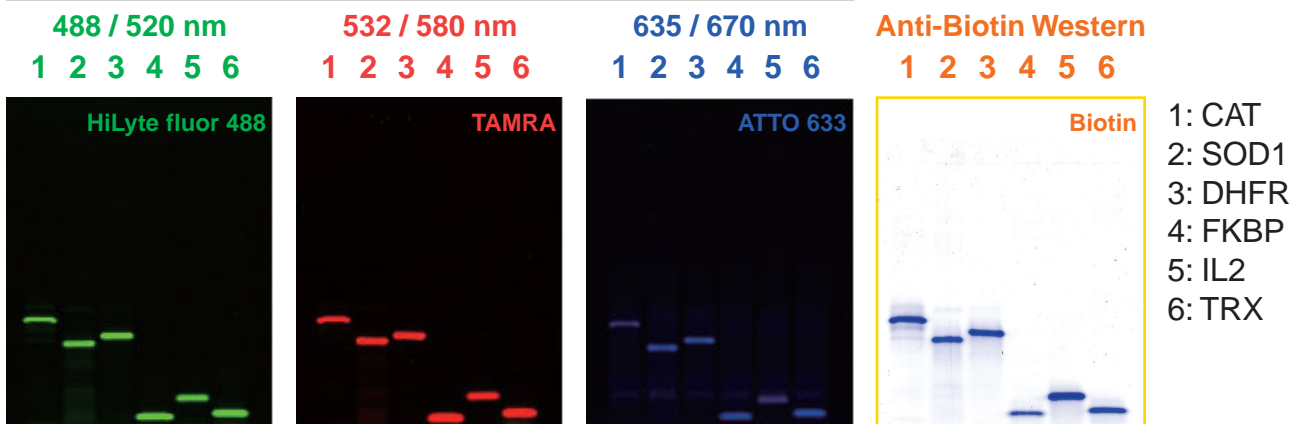 488 / 520 nm
1 2 3 4 5 6
HiLyte fluor 488
532 / 580 nm
1 2 3 4 5 6
TAMRA
635 / 670 nm
1 2 3 4 5 6
ATTO 633
Anti-Biotin Western
1 2 3 4 5 6
Biotin
1: CAT
2: SOD1
3: DHFR
4: FKBP
5: IL2
6: TRX